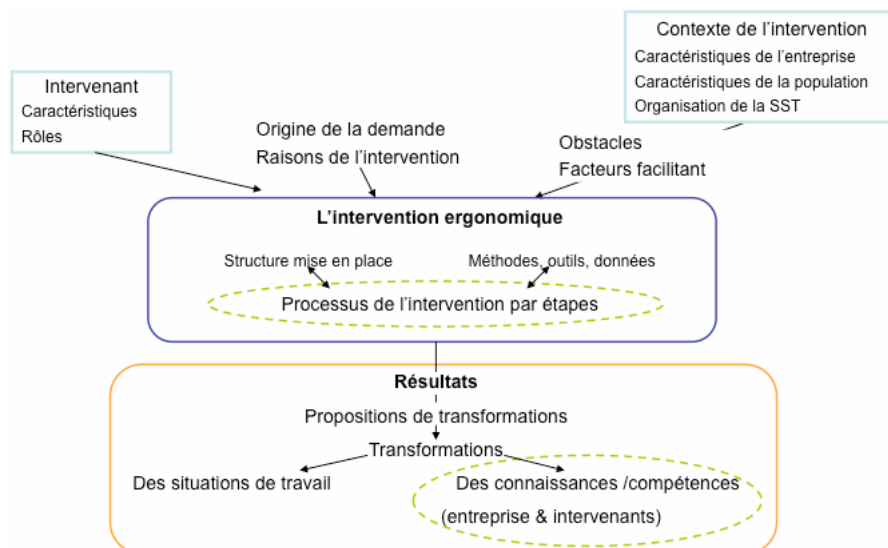 Contexte de l'intervention
Caractéristiques de l'entreprise
Caractéristiques de la population
Organisation de la SST
Intervenant
Caractéristiques
Rôles
Origine de la demande
Raisons de l'intervention
Obstacles
Facteurs facilitant
L'intervention ergonomique
Structure mise en place
Méthodes, outils, données
Processus de l'intervention par étapes
Résultats
Propositions de transformations
Transformations
Des situations de travail
Des connaissances /compétences
(entreprise & intervenants)